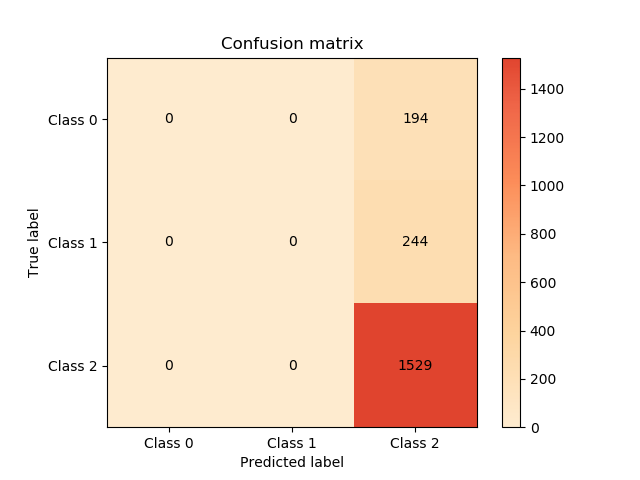 Confusion matrix
Class 0
0
0
194
Class 1
0
0
244
Class 2
0
0
1529
Class 0
Class 1
Class 2
Predicted label
True label
1400
1200
1000
800
600
400
200
0